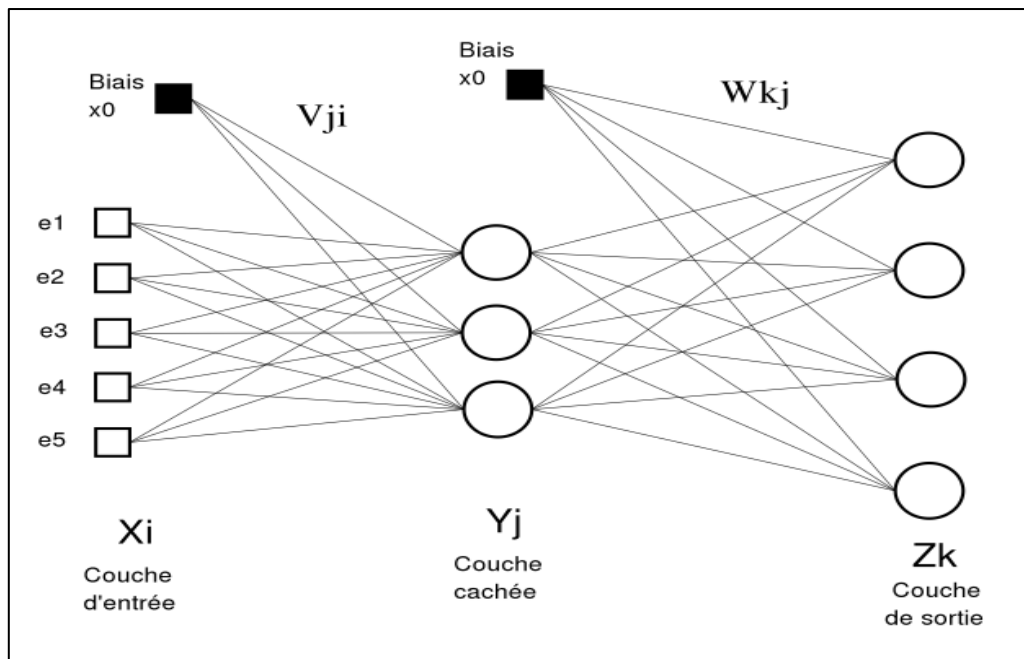 Biais
x0
Vji
Biais
x0
Wkj
e1
e2
e3
e4
e5
Xi
Couche
d'entrée
Yj
Couche
cachée
Zk
Couche
de sortie